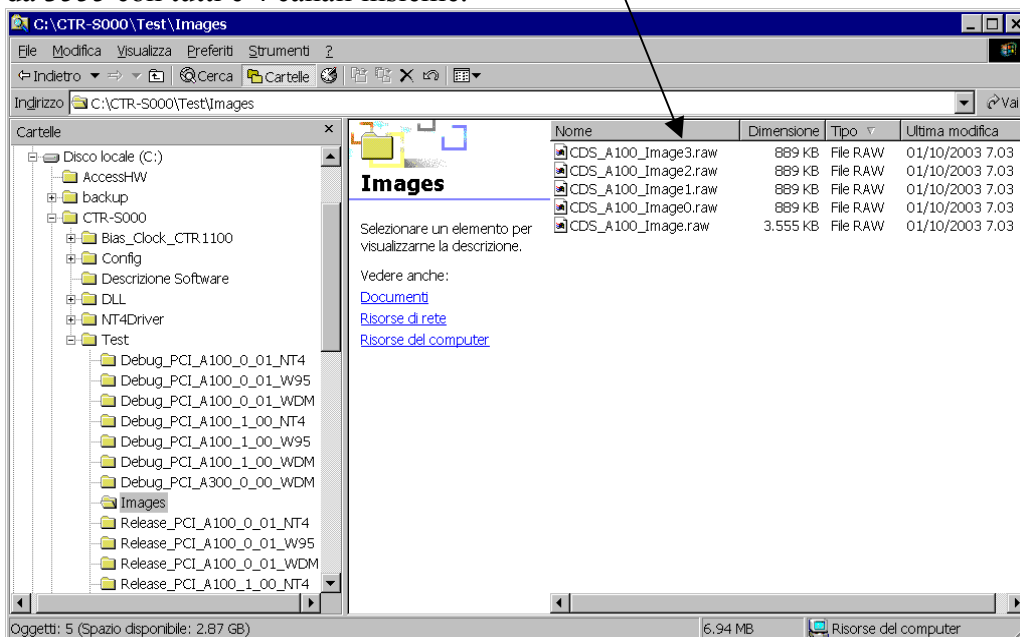 da 3600 con tutti e 4 canali insieme.
C:\CTR-S000\Test\Images
File Modifica Visualizza Preferiti Strumenti ?
Indietro Cerca Cartelle
Indirizzo C:\CTR-S000\Test\Images Vai
Cartelle
Disco locale (C:)
AccessHW
backup
CTR-S000
Bias_Clock_CTR1100
Config
Descrizione Software
DLL
NT4Driver
Test
Debug_PCI_A100_0_01_NT4
Debug_PCI_A100_0_01_W95
Debug_PCI_A100_0_01_WDM
Debug_PCI_A100_1_00_NT4
Debug_PCI_A100_1_00_W95
Debug_PCI_A100_1_00_WDM
Debug_PCI_A300_0_00_WDM
Images
Release_PCI_A100_0_01_NT4
Release_PCI_A100_0_01_W95
Release_PCI_A100_0_01_WDM
Release_PCI_A100_1_00_NT4
Images
Selezionare un elemento per
visualizzarne la descrizione.
Vedere anche:
Documenti
Risorse di rete
Risorse del computer
Nome Dimensione Tipo Ultima modifica
CDS_A100_Image3.raw 889 KB File RAW 01/10/2003 7.03
CDS_A100_Image2.raw 889 KB File RAW 01/10/2003 7.03
CDS_A100_Image1.raw 889 KB File RAW 01/10/2003 7.03
CDS_A100_Image0.raw 889 KB File RAW 01/10/2003 7.03
CDS_A100_Image.raw 3.555 KB File RAW 01/10/2003 7.03
Oggetti: 5 (Spazio disponibile: 2.87 GB) 6.94 MB Risorse del computer